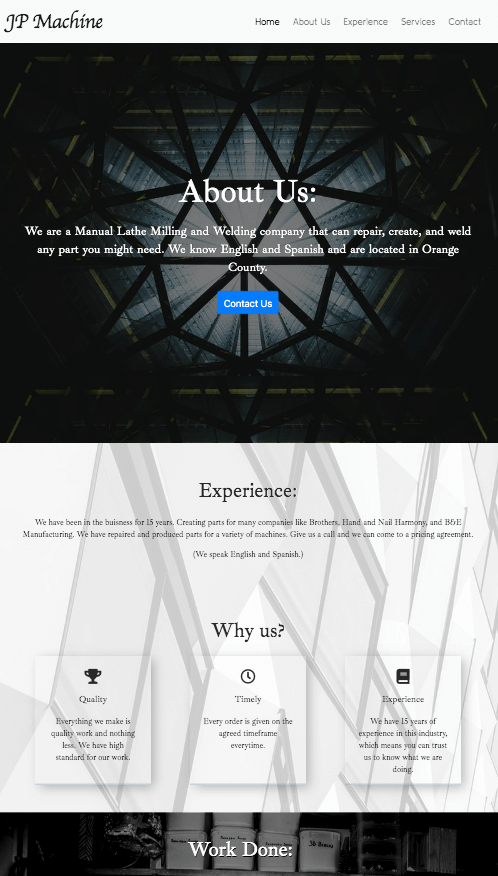 JP Machine
Home About Us Experience Services Contact
About Us:
We are a Manual Lathe Milling and Welding company that can repair, create, and weld
any part you might need. We know English and Spanish and are located in Orange
County.
Contact Us
Experience:
We have been in the buisness for 15 years. Creating parts for many companies like Brothers, Hand and Nail Harmony, and B&E
Manufacturing. We have repaired and produced parts for a variety of machines. Give us a call and we can come to a pricing agreement.
(We speak English and Spanish.)
Why us?
Quality
Everything we make is
quality work and nothing
less. We have high
standard for our work.
Timely
Every order is given on the
agreed timeframe
everytime.
Experience
We have 15 years of
experience in this industry,
which means you can trust
us to know what we are
doing.
Work Done: